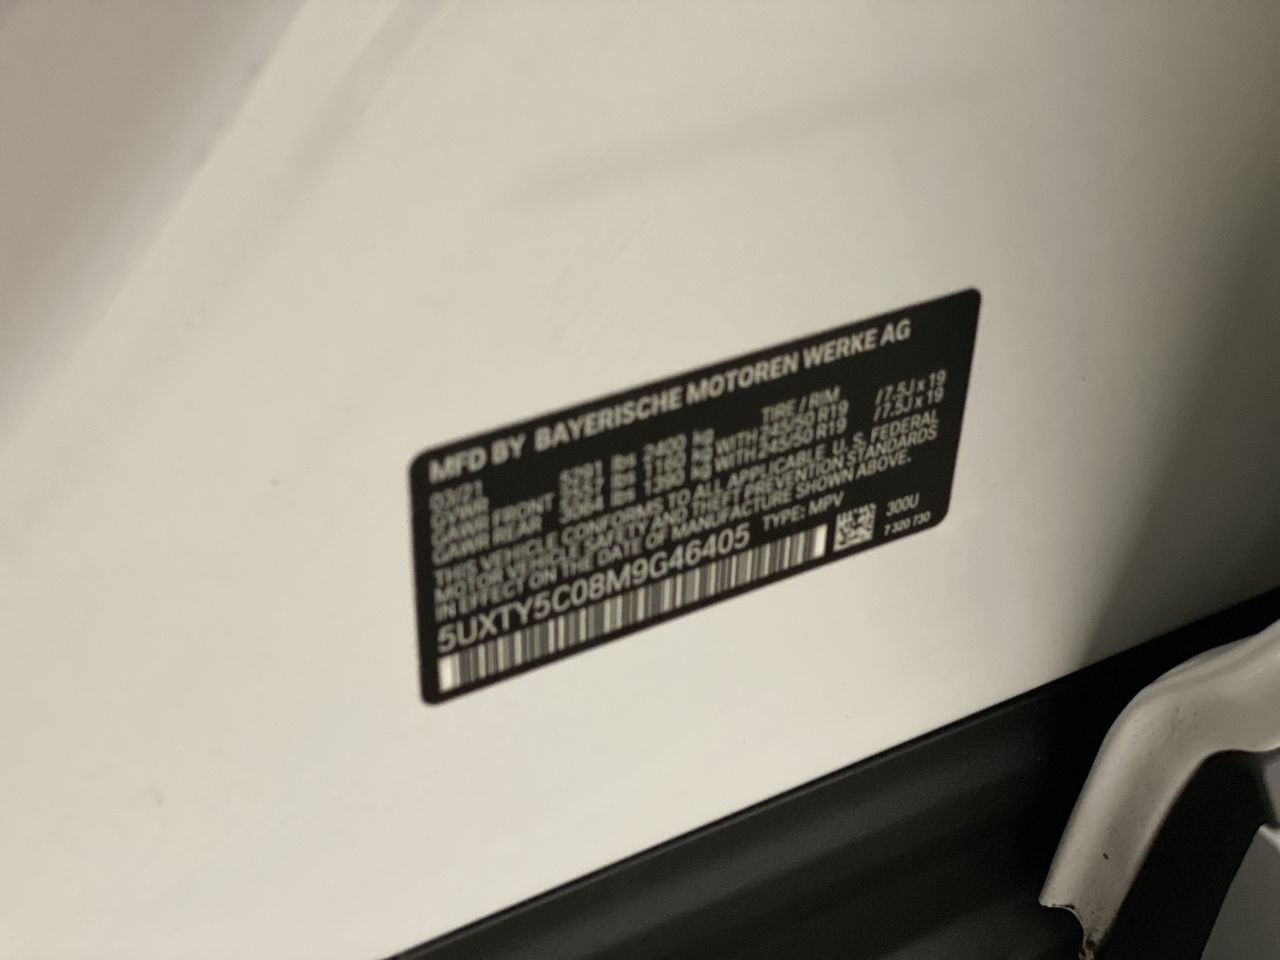 MFD BY BAYERISCHE MOTOREN WERKE AG
03/21 TIRE / RIM
GVWR 5291 lbs 2400 kg
GAWR FRONT 2557 lbs 1160 kg WITH 245/50 R19 /7.5J x 19
GAWR REAR 3064 lbs 1390 kg WITH 245/50 R19 /7.5J x 19
THIS VEHICLE CONFORMS TO ALL APPLICABLE U. S. FEDERAL
MOTOR VEHICLE SAFETY AND THEFT PREVENTION STANDARDS
IN EFFECT ON THE DATE OF MANUFACTURE SHOWN ABOVE.
5UXTY5C08M9G46405 TYPE: MPV
300U
7 320 730